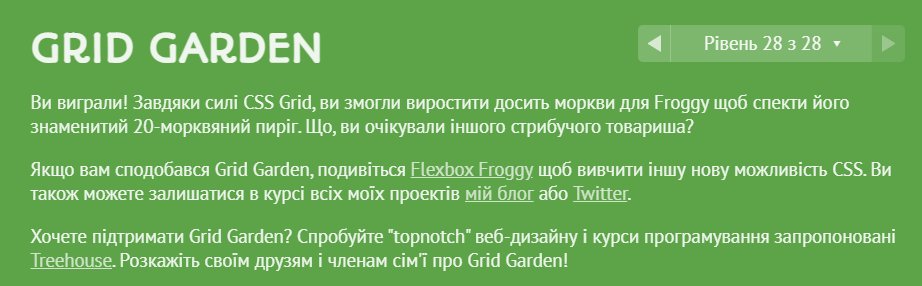 GRID GARDEN
Рівень 28 з 28
Ви виграли! Завдяки силі CSS Grid, ви змогли виростити досить моркви для Froggy щоб спекти його
знаменитий 20-морквяний пиріг. Що, ви очікували іншого стрибучого товариша?
Якщо вам сподобався Grid Garden, подивіться Flexbox Froggy щоб вивчити іншу нову можливість CSS. Ви
також можете залишатися в курсі всіх моїх проектів мій блог або Twitter.
Хочете підтримати Grid Garden? Спробуйте "topnotch" веб-дизайну і курси програмування запропоновані
Treehouse. Розкажіть своїм друзям і членам сім'ї про Grid Garden!